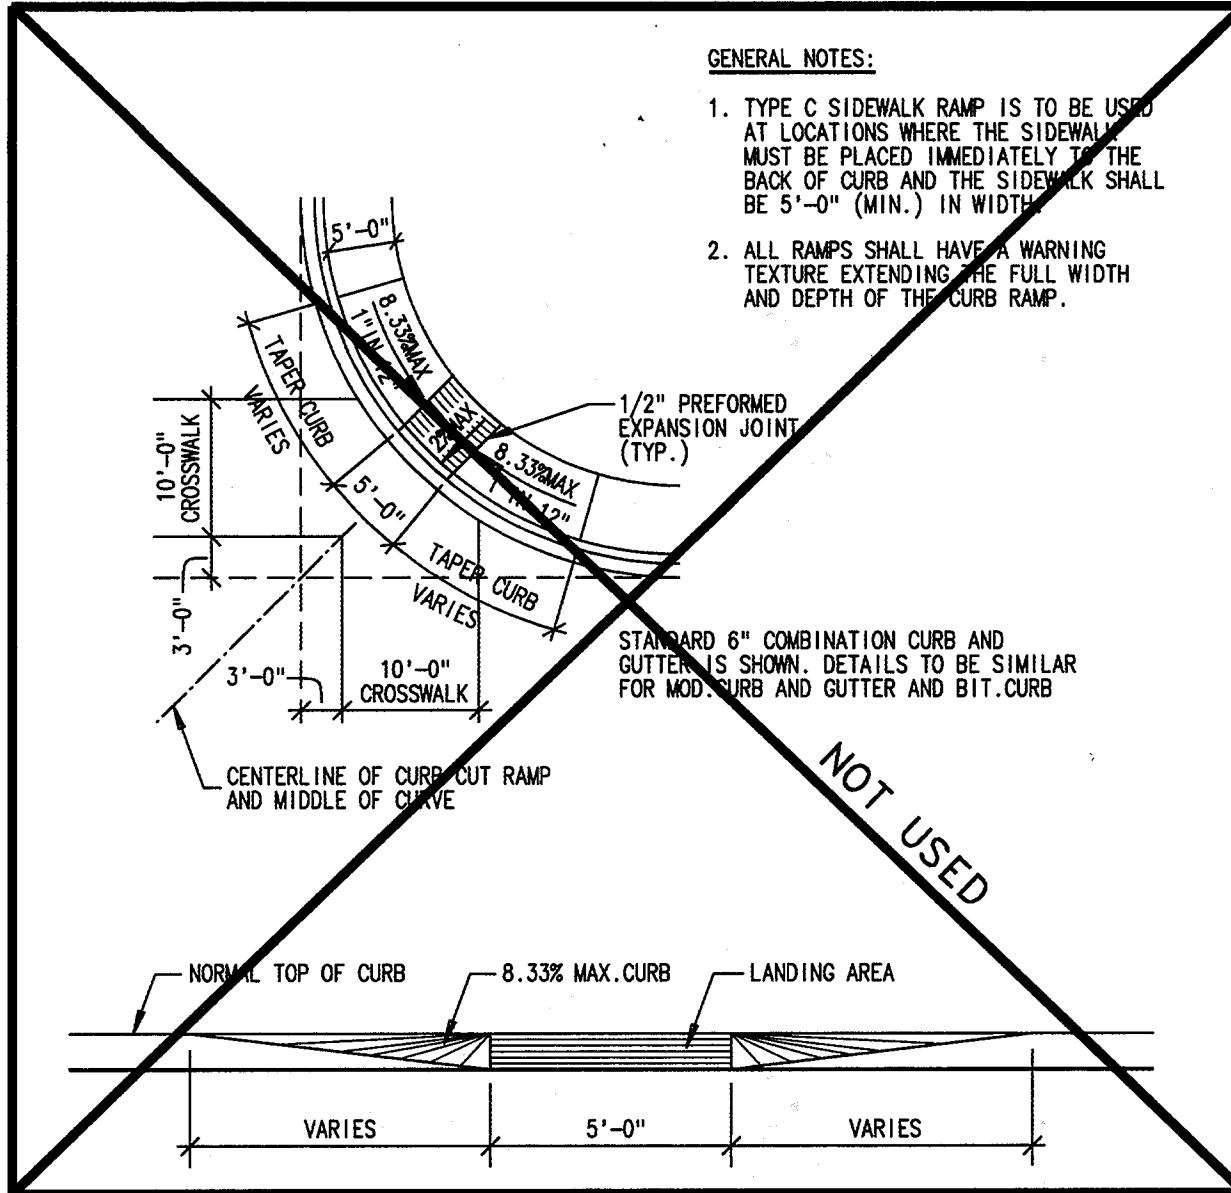 GENERAL NOTES:
1. TYPE C SIDEWALK RAMP IS TO BE USED
AT LOCATIONS WHERE THE SIDEWALK
MUST BE PLACED IMMEDIATELY TO THE
BACK OF CURB AND THE SIDEWALK SHALL
BE 5'-0" (MIN.) IN WIDTH.
2. ALL RAMPS SHALL HAVE A WARNING
TEXTURE EXTENDING THE FULL WIDTH
AND DEPTH OF THE CURB RAMP.
5'-0"
8.33%MAX
1" IN 12"
TAPER CURB
VARIES
1/2" PREFORMED
EXPANSION JOINT
(TYP.)
MAX
8.33%MAX
1" IN 12"
10'-0"
CROSSWALK
5'-0"
TAPER CURB
VARIES
3'-0"
3'-0"
10'-0"
CROSSWALK
STANDARD 6" COMBINATION CURB AND
GUTTER IS SHOWN. DETAILS TO BE SIMILAR
FOR MOD.CURB AND GUTTER AND BIT.CURB
CENTERLINE OF CURB CUT RAMP
AND MIDDLE OF CURVE
NOT USED
NORMAL TOP OF CURB
8.33% MAX.CURB
LANDING AREA
VARIES
5'-0"
VARIES